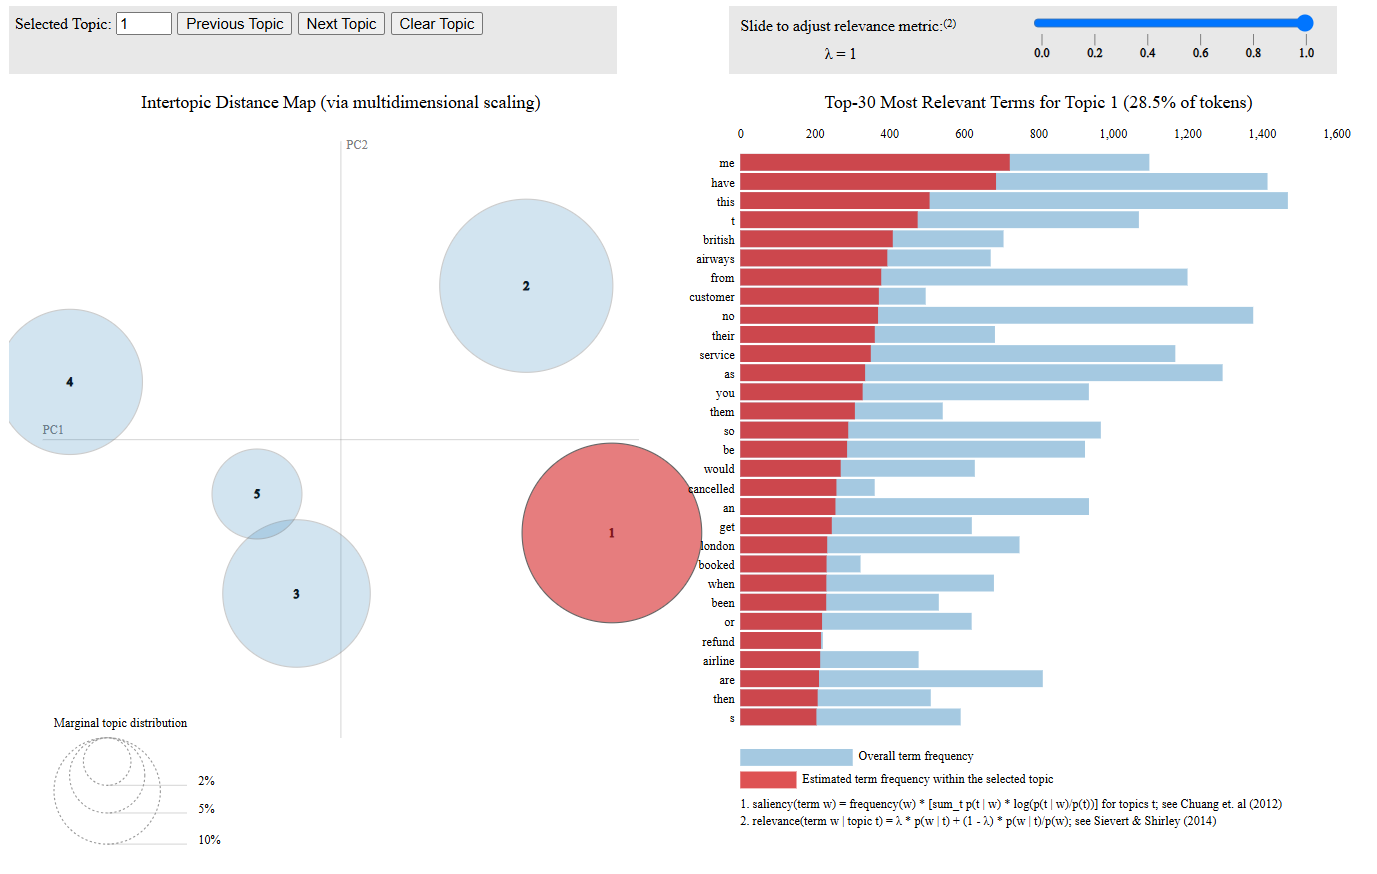 Selected Topic: 1 Previous Topic Next Topic Clear Topic
Slide to adjust relevance metric:(2)
λ = 1
0.0 0.2 0.4 0.6 0.8 1.0
Intertopic Distance Map (via multidimensional scaling)
PC2
PC1
2
4
5
1
3
Marginal topic distribution
2%
5%
10%
Top-30 Most Relevant Terms for Topic 1 (28.5% of tokens)
0 200 400 600 800 1,000 1,200 1,400 1,600
me
have
this
t
british
airways
from
customer
no
their
service
as
you
them
so
be
would
cancelled
an
get
london
booked
when
been
or
refund
airline
are
then
s
Overall term frequency
Estimated term frequency within the selected topic
1. saliency(term w) = frequency(w) * [sum_t p(t | w) * log(p(t | w)/p(t))] for topics t; see Chuang et. al (2012)
2. relevance(term w | topic t) = λ * p(w | t) + (1 - λ) * p(w | t)/p(w); see Sievert & Shirley (2014)